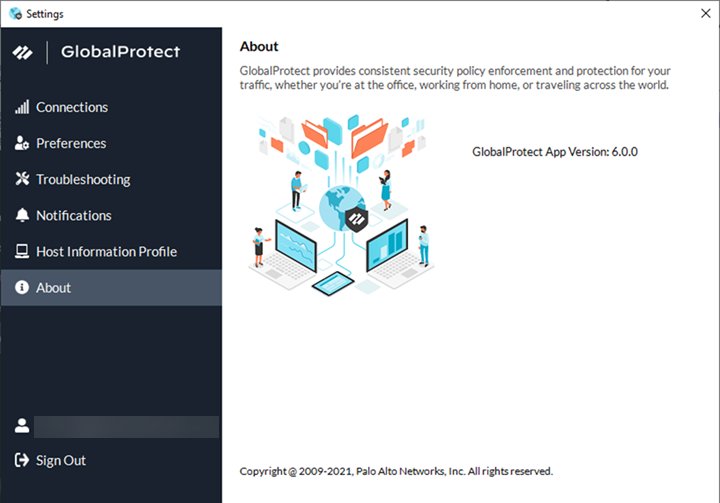 Settings
GlobalProtect
Connections
Preferences
Troubleshooting
Notifications
Host Information Profile
About
Sign Out
About
GlobalProtect provides consistent security policy enforcement and protection for your
traffic, whether you're at the office, working from home, or traveling across the world.
GlobalProtect App Version: 6.0.0
Copyright @ 2009-2021, Palo Alto Networks, Inc. All rights reserved.